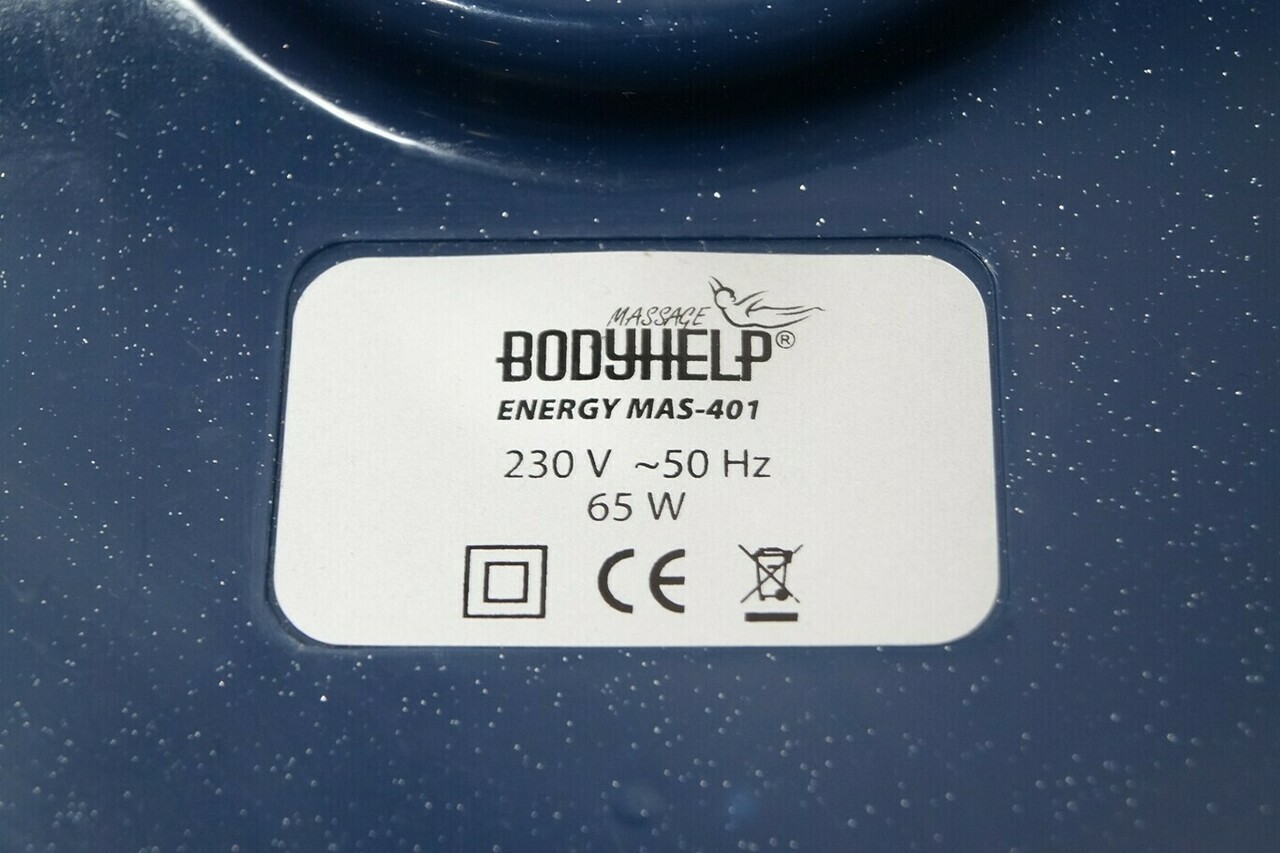 MASSAGE
BODYHELP®
ENERGY MAS-401
230 V ~50 Hz
65 W
CE